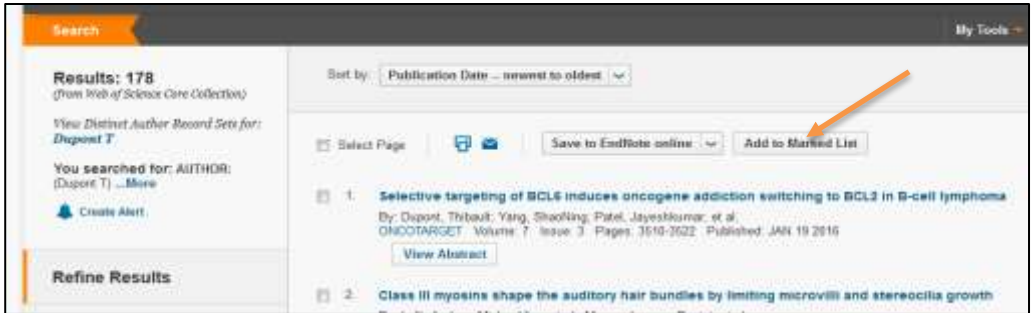 Search
My Tools
Results: 178
(from Web of Science Core Collection)
View Distinct Author Record Sets for:
Dupont T
You searched for: AUTHOR:
(Dupont T) ...More
Create Alert
Refine Results
Sort by: Publication Date -- newest to oldest
Select Page
Save to EndNote online
Add to Marked List
1. Selective targeting of BCL6 induces oncogene addiction switching to BCL2 in B-cell lymphoma
By: Dupont, Thibault; Yang, ShaoNing; Patel, Jayeshkumar; et al.
ONCOTARGET Volume: 7 Issue: 3 Pages: 3510-3522 Published: JAN 19 2016
View Abstract
2. Class III myosins shape the auditory hair bundles by limiting microvilli and stereocilia growth